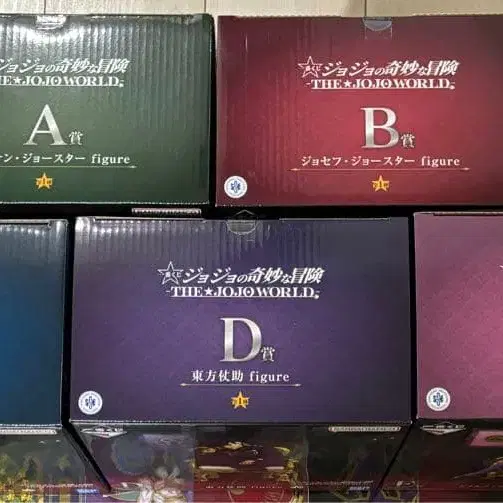 ジョジョの奇妙な冒険
THE★JOJO WORLD
A賞
ン・ジョースター figure
ジョジョの奇妙な冒険
-THE★JOJO WORLD-
B賞
ジョセフ・ジョースター figure
ジョジョの奇妙な冒険
-THE★JOJO WORLD-
D賞
東方仗助 figure